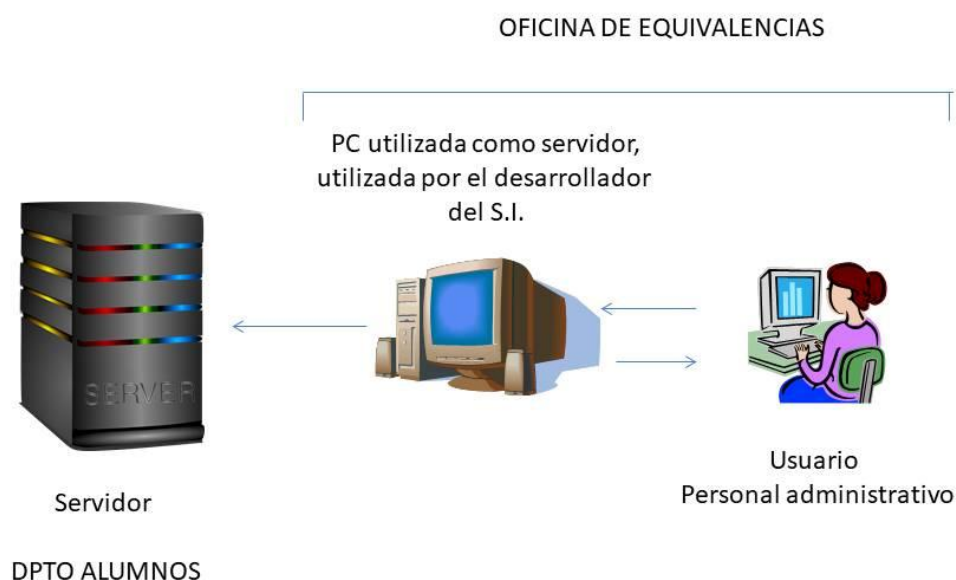 OFICINA DE EQUIVALENCIAS
PC utilizada como servidor,
utilizada por el desarrollador
del S.I.
SERVER
Servidor
DPTO ALUMNOS
Usuario
Personal administrativo